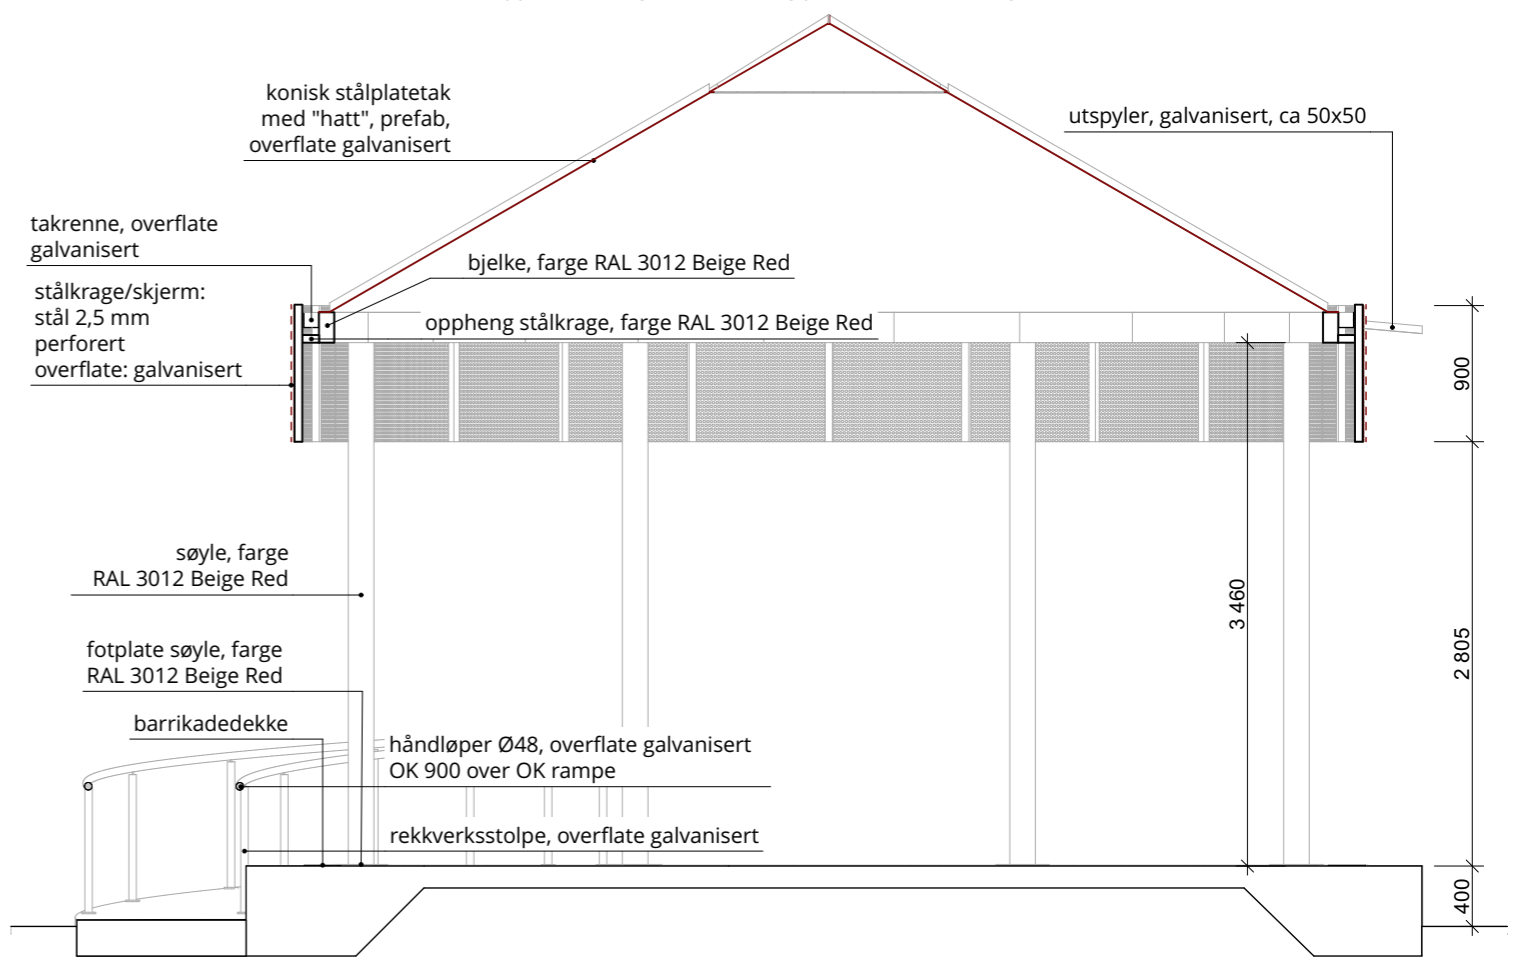 konisk stålplatetak
med "hatt", prefab,
overflate galvanisert
utspyler, galvanisert, ca 50x50
takrenne, overflate
galvanisert
bjelke, farge RAL 3012 Beige Red
stålkrage/skjerm:
stål 2,5 mm
perforert
overflate: galvanisert
oppheng stålkrage, farge RAL 3012 Beige Red
900
søyle, farge
RAL 3012 Beige Red
3 460
2 805
fotplate søyle, farge
RAL 3012 Beige Red
barrikadedekke
håndløper Ø48, overflate galvanisert
OK 900 over OK rampe
rekkverksstolpe, overflate galvanisert
400